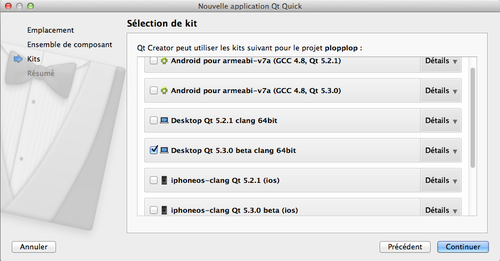 Nouvelle application Qt Quick
Emplacement
Ensemble de composant
Kits
Résumé
Sélection de kit
Qt Creator peut utiliser les kits suivant pour le projet plopplop :
Android pour armeabi-v7a (GCC 4.8, Qt 5.2.1) Détails
Android pour armeabi-v7a (GCC 4.8, Qt 5.3.0) Détails
Desktop Qt 5.2.1 clang 64bit Détails
Desktop Qt 5.3.0 beta clang 64bit Détails
iphoneos-clang Qt 5.2.1 (ios) Détails
iphoneos-clang Qt 5.3.0 beta (ios) Détails
Annuler Précédent Continuer